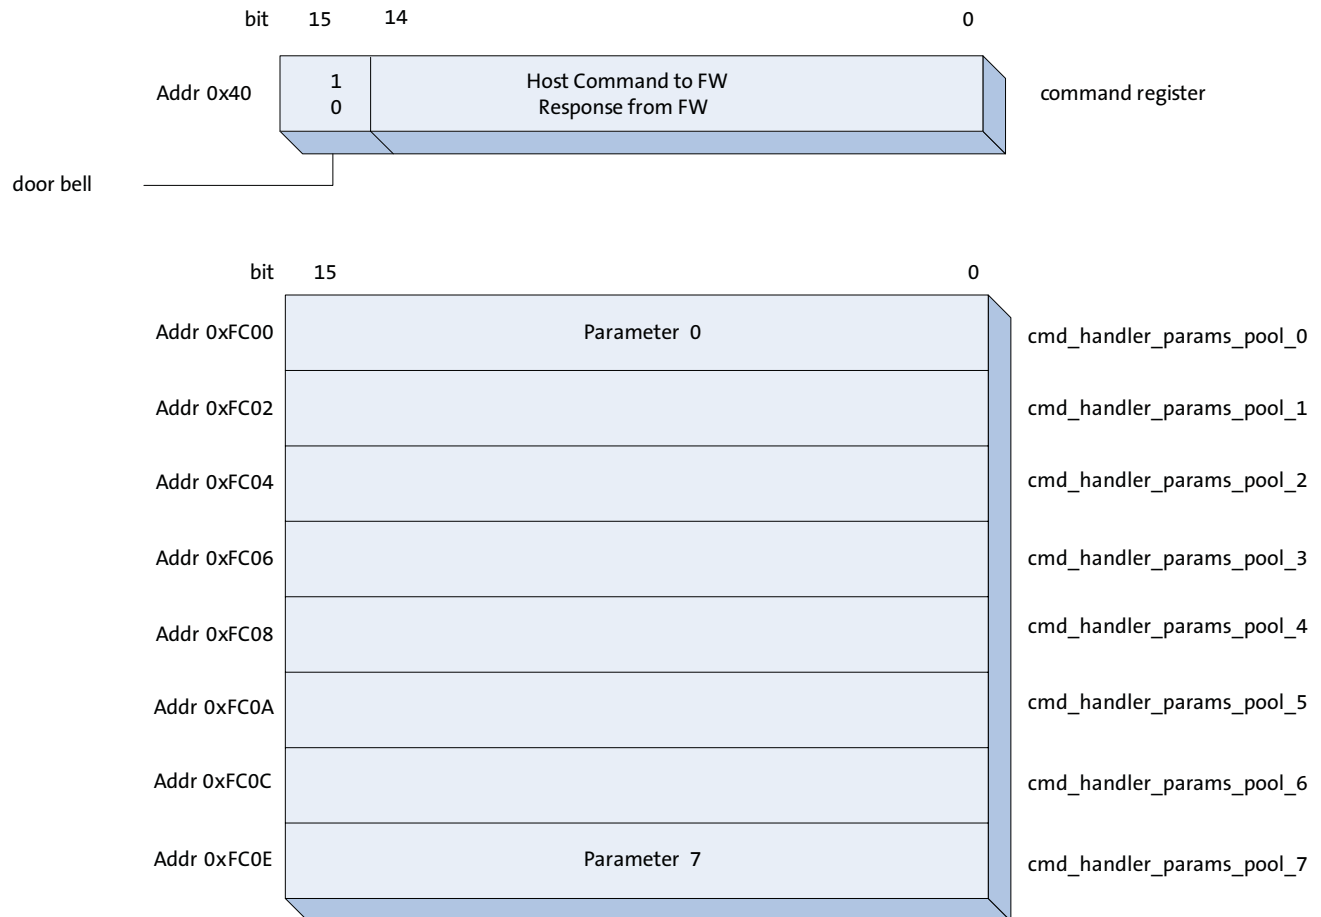 bit 15 14 0
Addr 0x40 1 Host Command to FW command register
0 Response from FW
door bell
bit 15 0
Addr 0xFC00 Parameter 0 cmd_handler_params_pool_0
Addr 0xFC02 cmd_handler_params_pool_1
Addr 0xFC04 cmd_handler_params_pool_2
Addr 0xFC06 cmd_handler_params_pool_3
Addr 0xFC08 cmd_handler_params_pool_4
Addr 0xFC0A cmd_handler_params_pool_5
Addr 0xFC0C cmd_handler_params_pool_6
Addr 0xFC0E Parameter 7 cmd_handler_params_pool_7